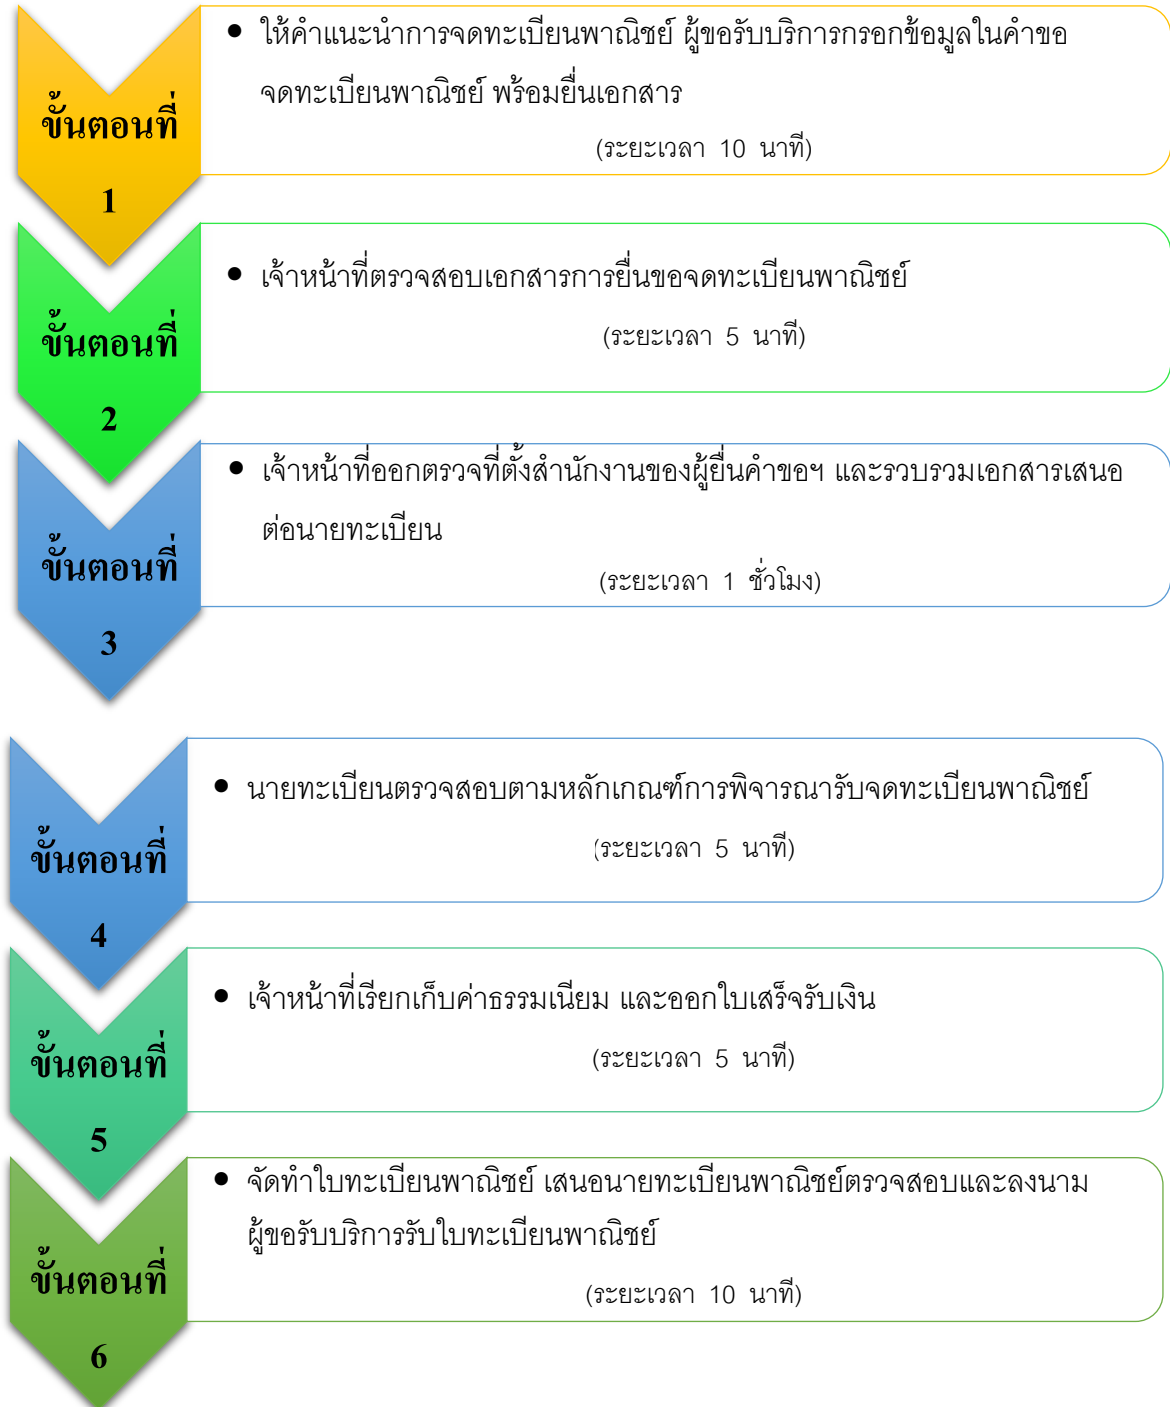 ขั้นตอนที่
1
● ให้คำแนะนำการจดทะเบียนพาณิชย์ ผู้ขอรับบริการกรอกข้อมูลในคำขอ
จดทะเบียนพาณิชย์ พร้อมยื่นเอกสาร
(ระยะเวลา 10 นาที)
ขั้นตอนที่
2
● เจ้าหน้าที่ตรวจสอบเอกสารการยื่นขอจดทะเบียนพาณิชย์
(ระยะเวลา 5 นาที)
ขั้นตอนที่
3
● เจ้าหน้าที่ออกตรวจที่ตั้งสำนักงานของผู้ยื่นคำขอฯ และรวบรวมเอกสารเสนอ
ต่อนายทะเบียน
(ระยะเวลา 1 ชั่วโมง)
ขั้นตอนที่
4
● นายทะเบียนตรวจสอบตามหลักเกณฑ์การพิจารณารับจดทะเบียนพาณิชย์
(ระยะเวลา 5 นาที)
ขั้นตอนที่
5
● เจ้าหน้าที่เรียกเก็บค่าธรรมเนียม และออกใบเสร็จรับเงิน
(ระยะเวลา 5 นาที)
ขั้นตอนที่
6
● จัดทำใบทะเบียนพาณิชย์ เสนอนายทะเบียนพาณิชย์ตรวจสอบและลงนาม
ผู้ขอรับบริการรับใบทะเบียนพาณิชย์
(ระยะเวลา 10 นาที)